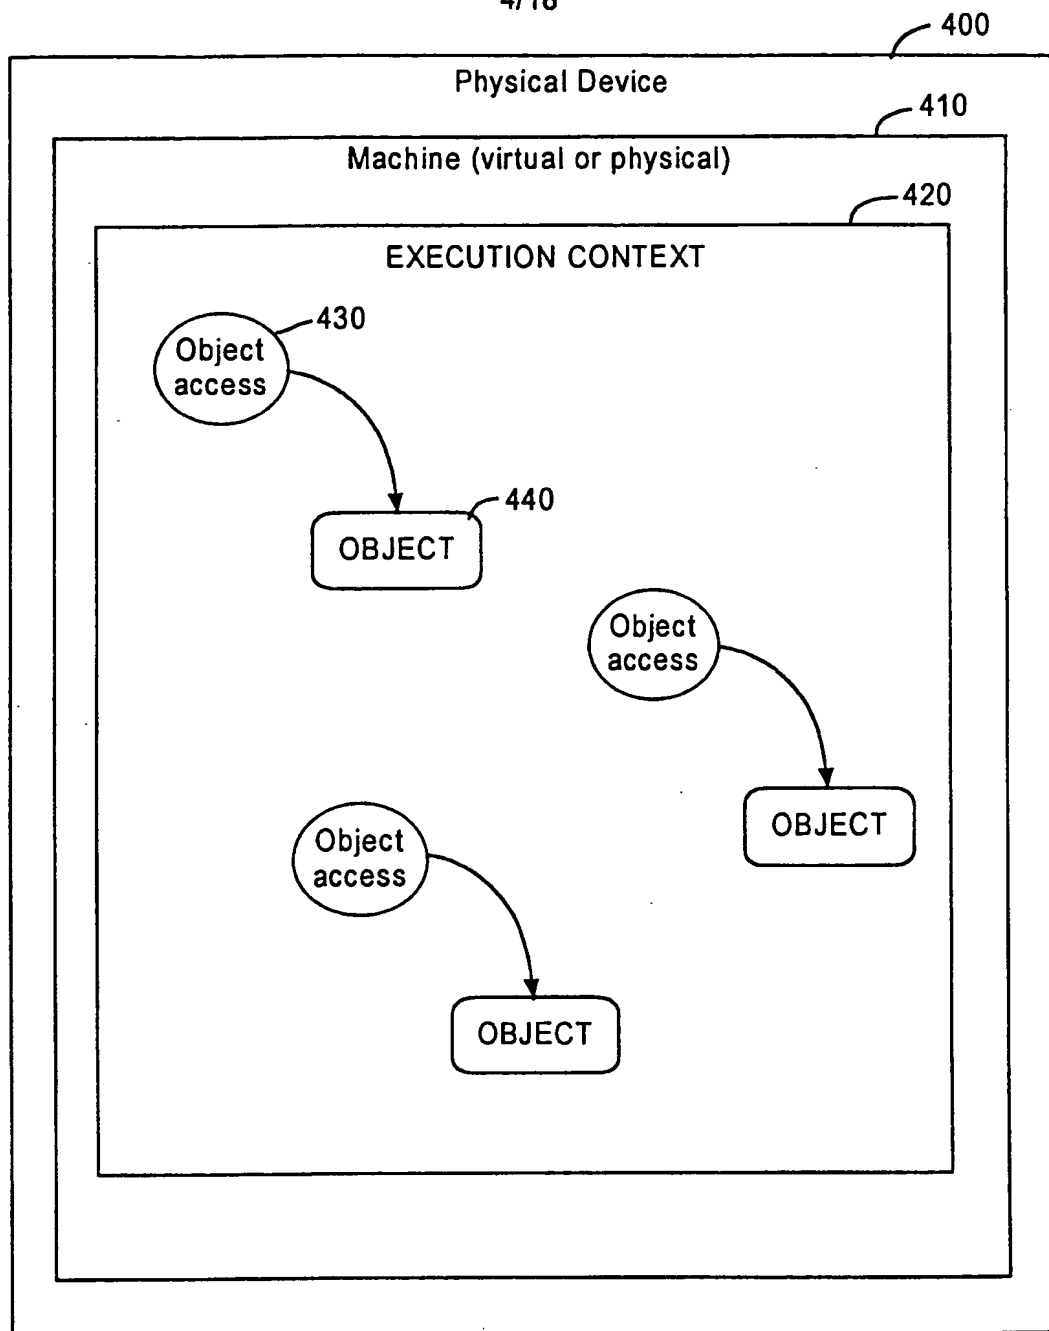 400
Physical Device
410
Machine (virtual or physical)
420
EXECUTION CONTEXT
430
Object
access
440
OBJECT
Object
access
OBJECT
Object
access
OBJECT